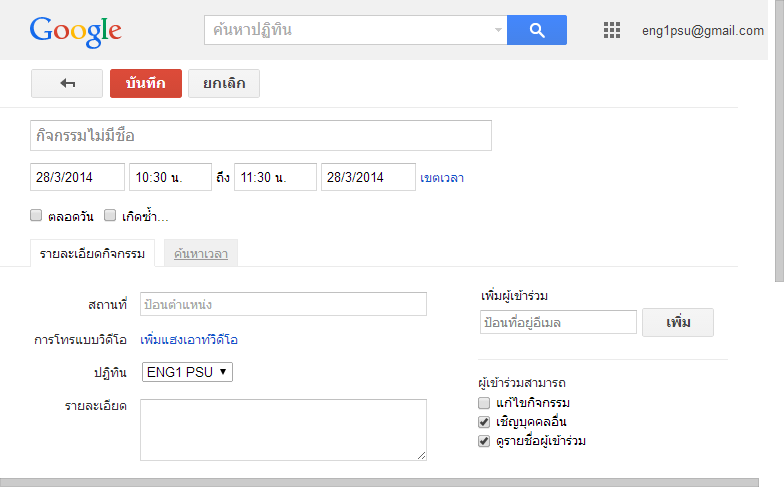 Google ค้นหาปฏิทิน eng1psu@gmail.com
บันทึก ยกเลิก
กิจกรรมไม่มีชื่อ
28/3/2014 10:30 น. ถึง 11:30 น. 28/3/2014 เขตเวลา
ตลอดวัน เกิดซ้ำ...
รายละเอียดกิจกรรม ค้นหาเวลา
เพิ่มผู้เข้าร่วม
สถานที่ ป้อนตำแหน่ง
ป้อนที่อยู่อีเมล เพิ่ม
การโทรแบบวิดีโอ เพิ่มแฮงเอาท์วิดีโอ
ปฏิทิน ENG1 PSU
ผู้เข้าร่วมสามารถ
รายละเอียด แก้ไขกิจกรรม
เชิญบุคคลอื่น
ดูรายชื่อผู้เข้าร่วม